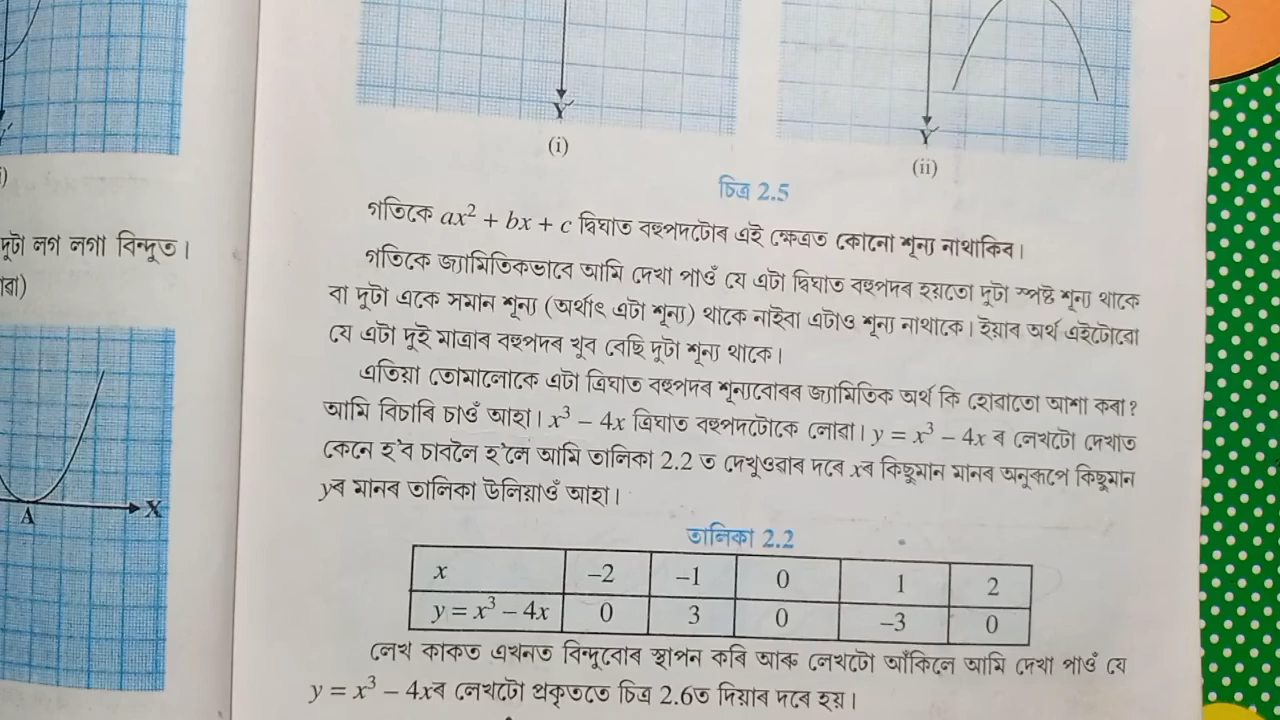 দুটা লগ লগা বিন্দুত।
A
X
Y′
(i)
Y′
(ii)
চিত্ৰ 2.5
গতিকে ax² + bx + c দ্বিঘাত বহুপদটোৰ এই ক্ষেত্ৰত কোনো শূন্য নাথাকিব।
গতিকে জ্যামিতিকভাবে আমি দেখা পাওঁ যে এটা দ্বিঘাত বহুপদৰ হয়তো দুটা স্পষ্ট শূন্য থাকে
বা দুটা একে সমান শূন্য (অৰ্থাৎ এটা শূন্য) থাকে নাইবা এটাও শূন্য নাথাকে। ইয়াৰ অৰ্থ এইটোৱো
যে এটা দুই মাত্ৰাৰ বহুপদৰ খুব বেছি দুটা শূন্য থাকে।
এতিয়া তোমালোকে এটা ত্ৰিঘাত বহুপদৰ শূন্যবোৰৰ জ্যামিতিক অৰ্থ কি হোৱাতো আশা কৰা?
আমি বিচাৰি চাওঁ আহা। x³ – 4x ত্ৰিঘাত বহুপদটোকে লোৱা। y = x³ – 4x ৰ লেখটো দেখাত
কেনে হ'ব চাবলৈ হ'লে আমি তালিকা 2.2 ত দেখুওৱাৰ দৰে xৰ কিছুমান মানৰ অনুৰূপে কিছুমান
yৰ মানৰ তালিকা উলিয়াওঁ আহা।
তালিকা 2.2
x –2 –1 0 1 2
y = x³ – 4x 0 3 0 –3 0
লেখ কাকত এখনত বিন্দুবোৰ স্থাপন কৰি আৰু লেখটো আঁকিলে আমি দেখা পাওঁ যে
y = x³ – 4xৰ লেখটো প্ৰকৃততে চিত্ৰ 2.6ত দিয়াৰ দৰে হয়।